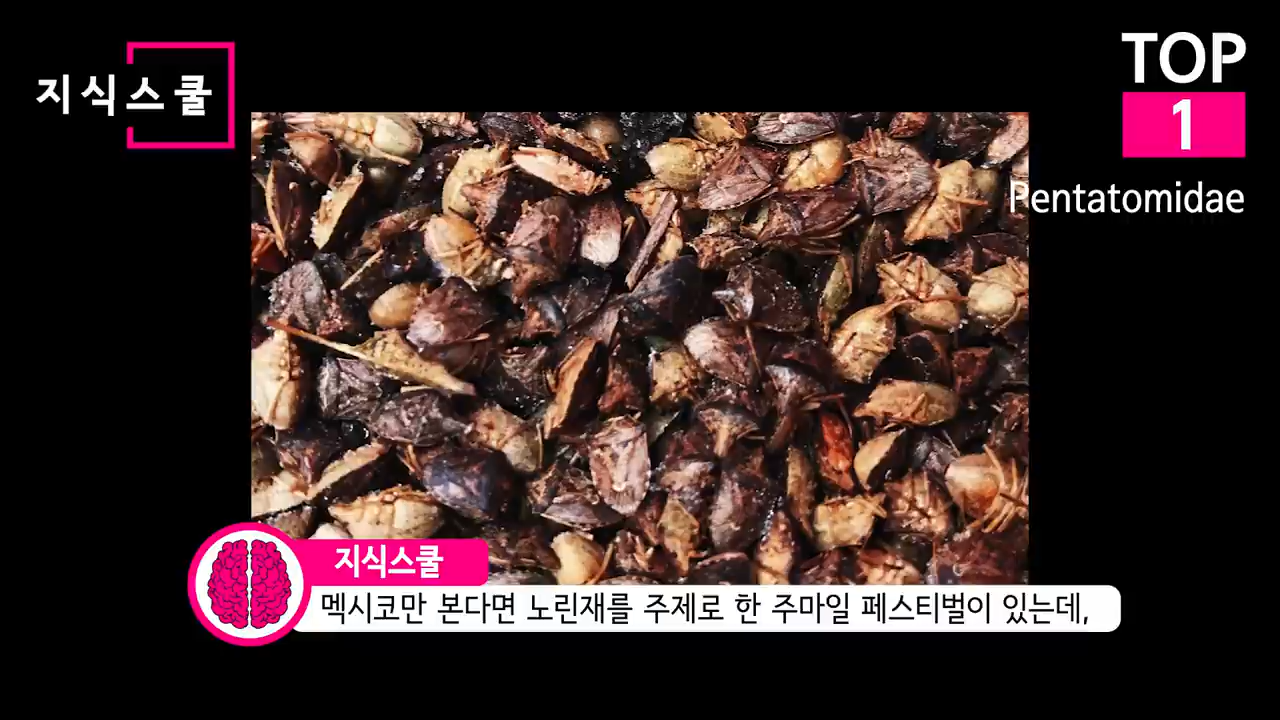 지식스쿨
TOP
1
Pentatomidae
지식스쿨
멕시코만 본다면 노린재를 주제로 한 주마일 페스티벌이 있는데,